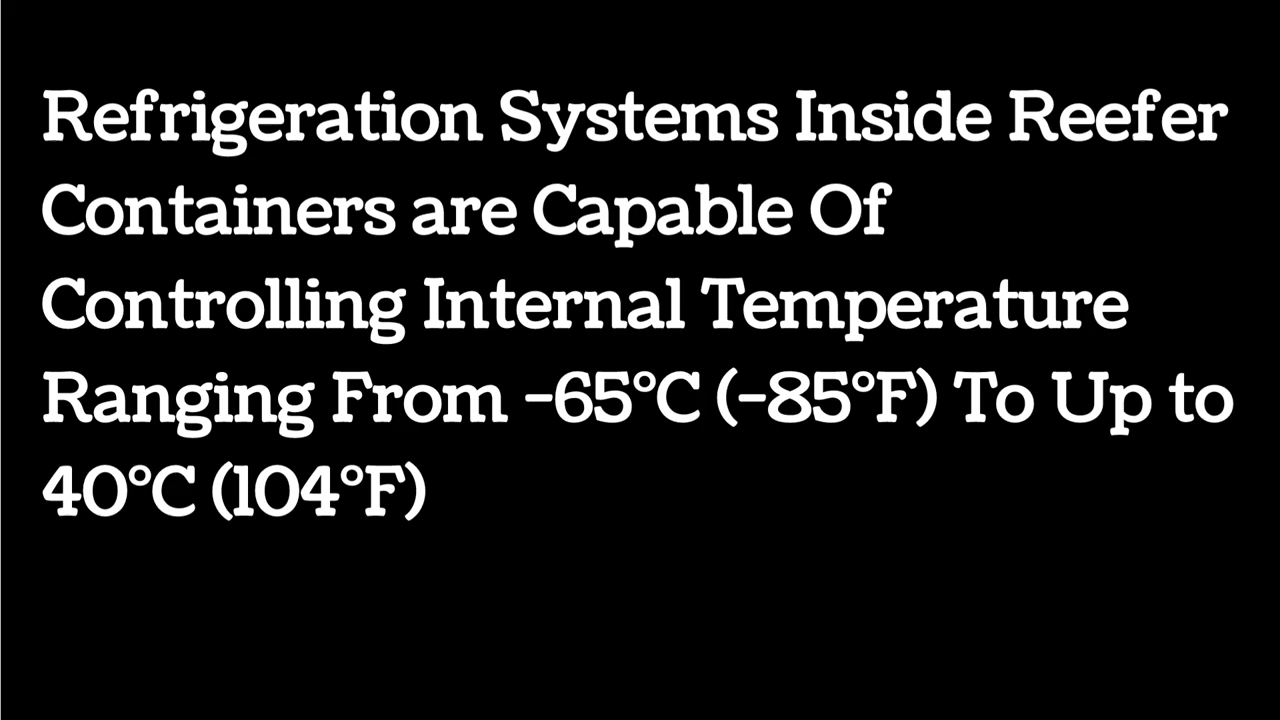 Refrigeration Systems Inside Reefer
Containers are Capable Of
Controlling Internal Temperature
Ranging From -65°C (-85°F) To Up to
40°C (104°F)